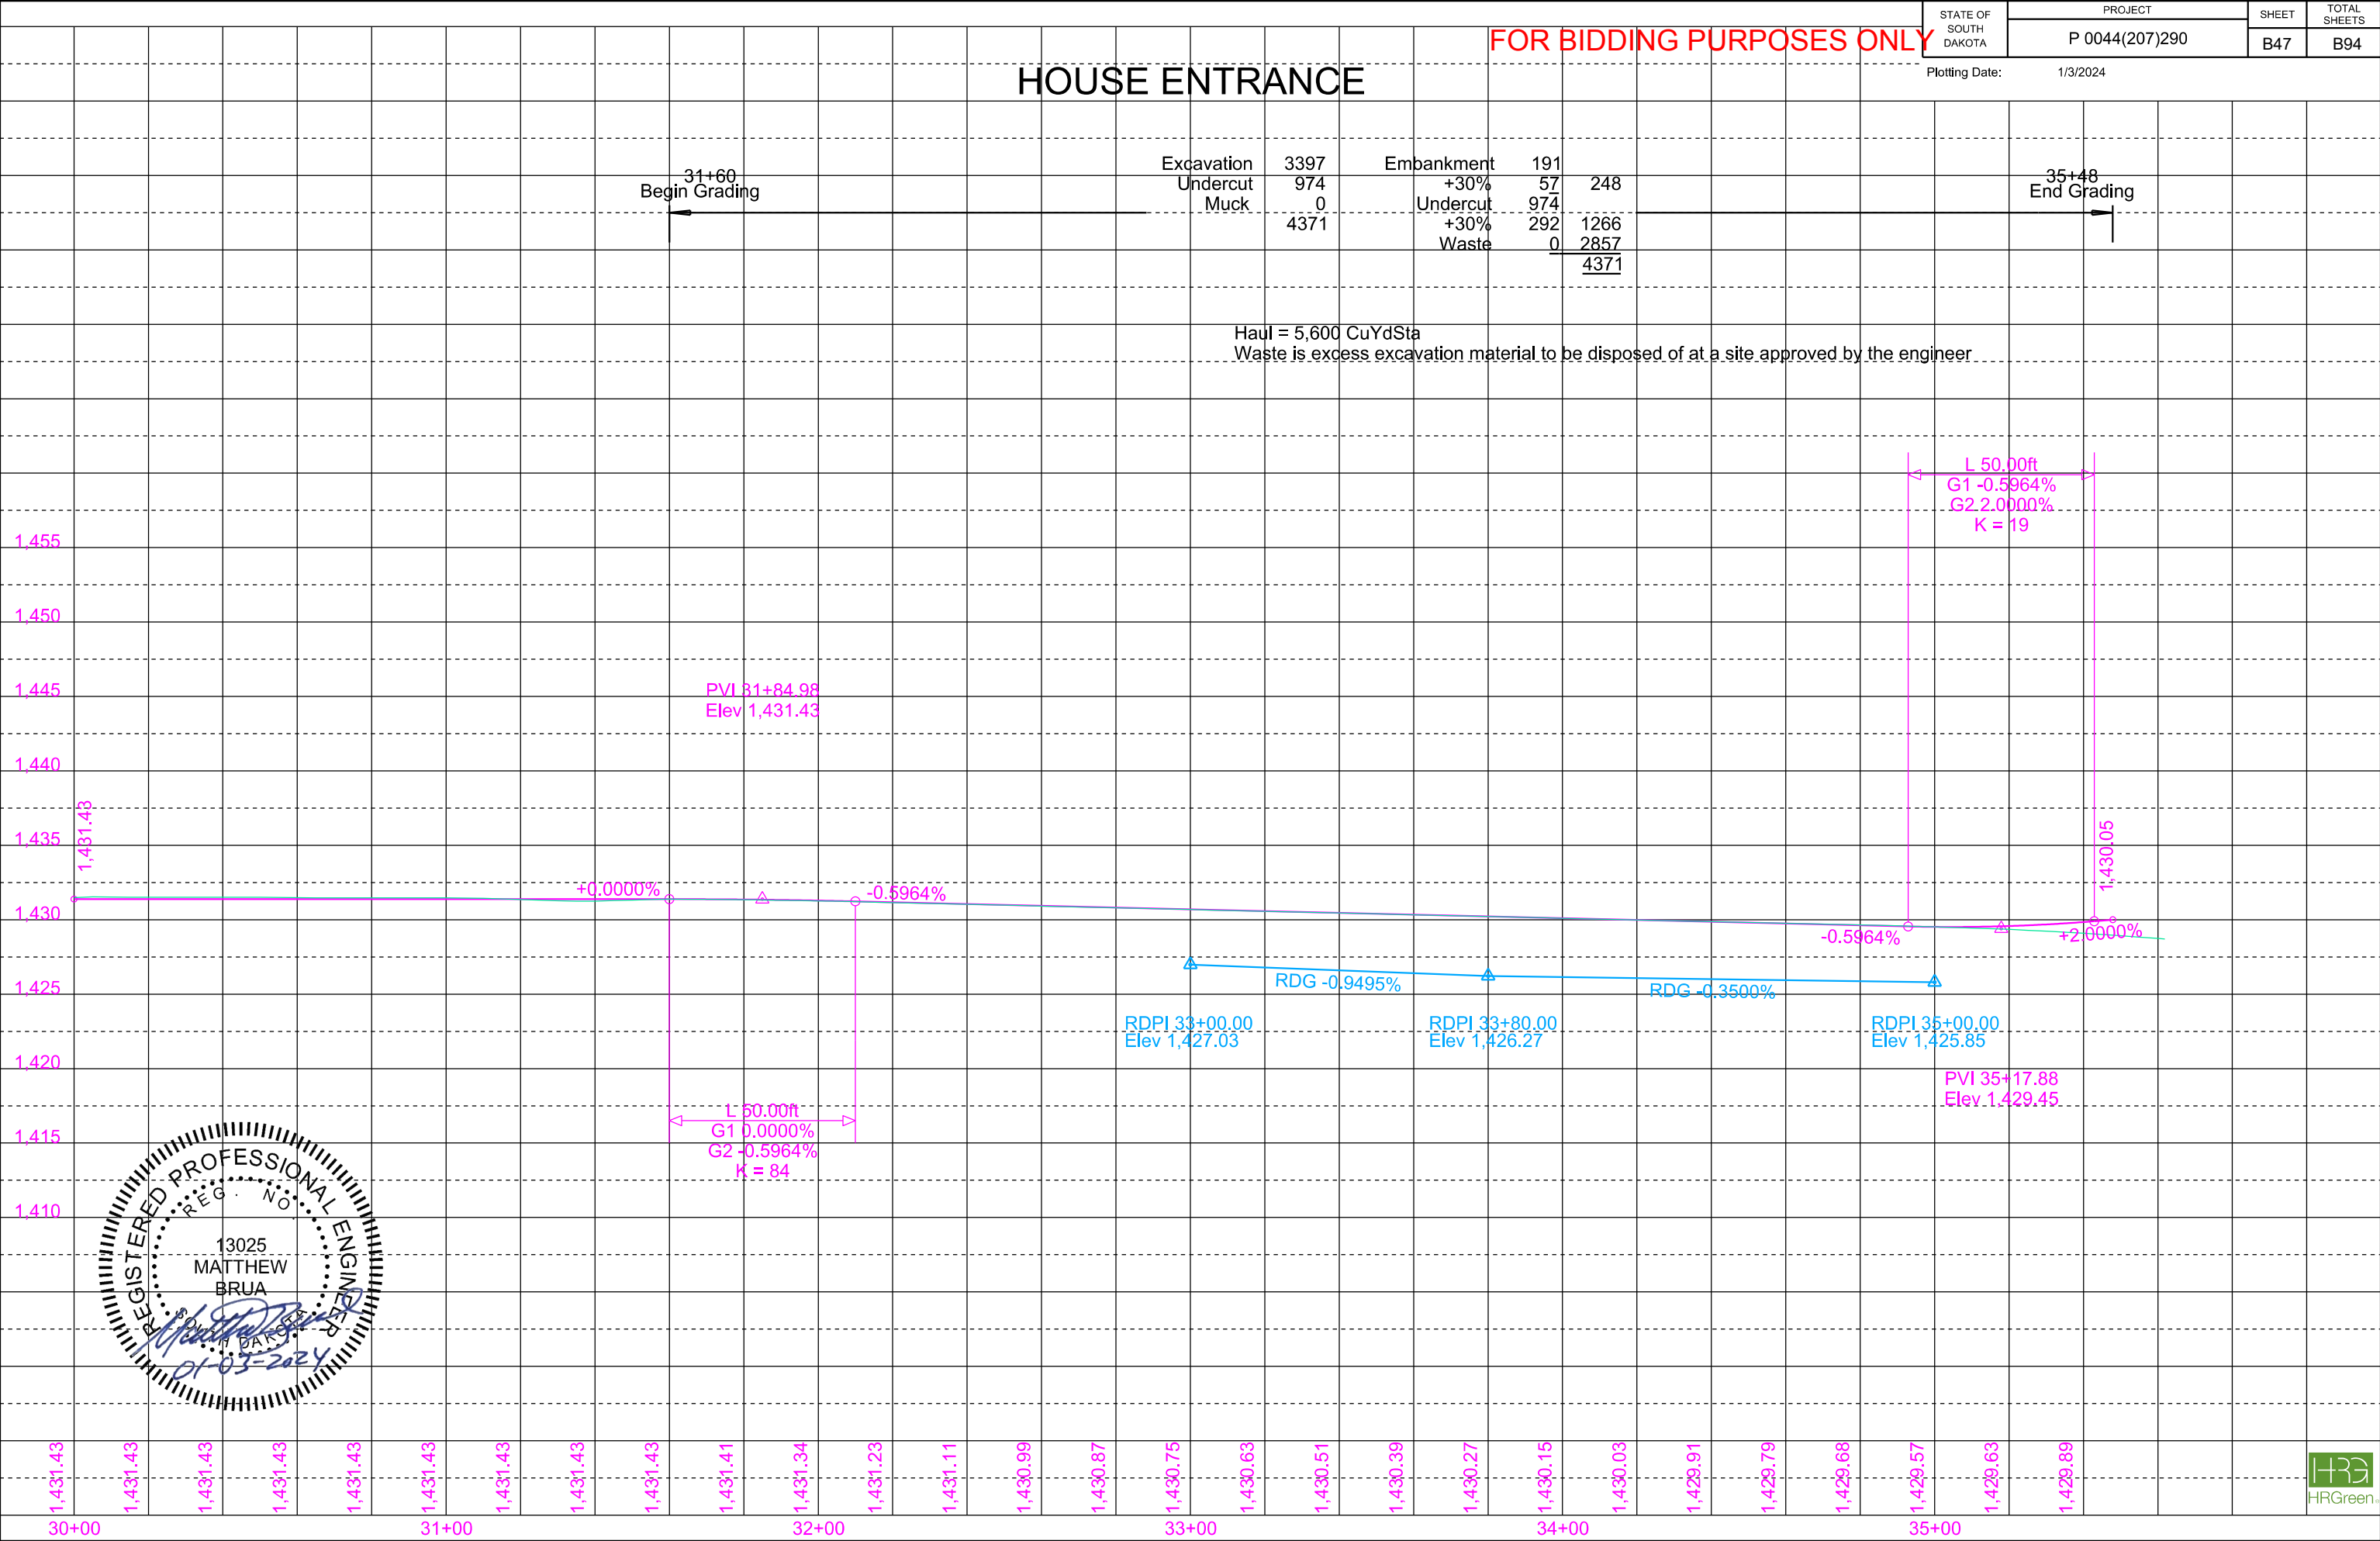 STATE OF
SOUTH
DAKOTA
PROJECT
P 0044(207)290
SHEET
B47
TOTAL
SHEETS
B94
FOR BIDDING PURPOSES ONLY
Plotting Date: 1/3/2024
HOUSE ENTRANCE
31+60
Begin Grading
Excavation 3397 Embankment 191
Undercut 974 +30% 57 248
Muck 0 Undercut 974
4371 +30% 292 1266
Waste 0 2857
4371
35+48
End Grading
Haul = 5,600 CuYdSta
Waste is excess excavation material to be disposed of at a site approved by the engineer
L 50.00ft
G1 -0.5964%
G2 2.0000%
K = 19
1,455
1,450
1,445
1,440
1,435
1,430
1,425
1,420
1,415
1,410
PVI 31+84.98
Elev 1,431.43
1,431.43
+0.0000%
-0.5964%
-0.5964%
+2.0000%
1,430.05
RDG -0.9495%
RDG -0.3500%
RDPI 33+00.00
Elev 1,427.03
RDPI 33+80.00
Elev 1,426.27
RDPI 35+00.00
Elev 1,425.85
PVI 35+17.88
Elev 1,429.45
L 50.00ft
G1 0.0000%
G2 -0.5964%
K = 84
REGISTERED PROFESSIONAL ENGINEER
REG. NO.
13025
MATTHEW
BRUA
SOUTH DAKOTA
01-03-2024
1,431.43
1,431.43
1,431.43
1,431.43
1,431.43
1,431.43
1,431.43
1,431.43
1,431.43
1,431.41
1,431.34
1,431.23
1,431.11
1,430.99
1,430.87
1,430.75
1,430.63
1,430.51
1,430.39
1,430.27
1,430.15
1,430.03
1,429.91
1,429.79
1,429.68
1,429.57
1,429.63
1,429.89
30+00
31+00
32+00
33+00
34+00
35+00
HRG
HRGreen